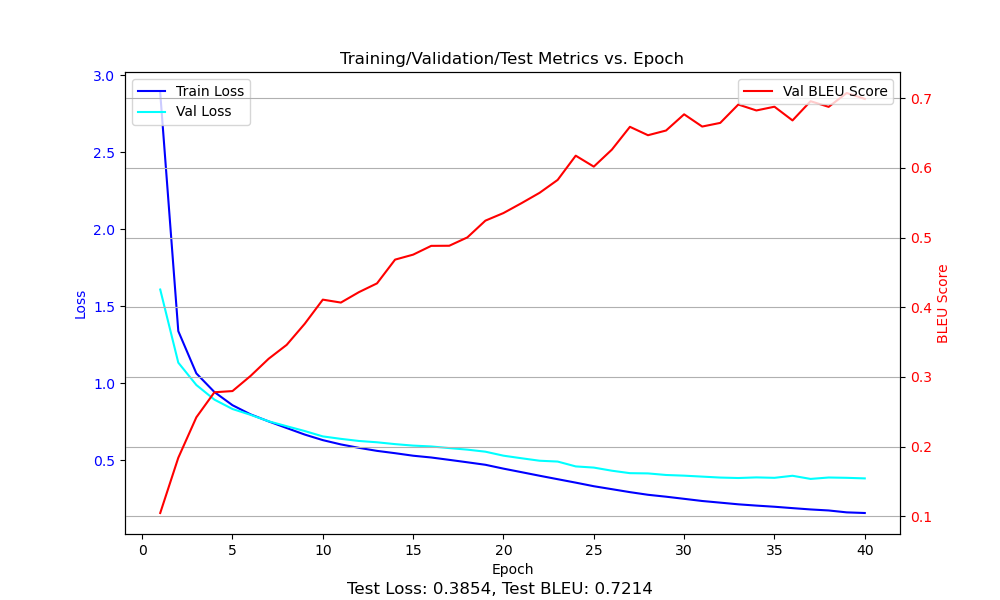 Training/Validation/Test Metrics vs. Epoch
Train Loss
Val Loss
Val BLEU Score
3.0
2.5
2.0
1.5
1.0
0.5
Loss
0.7
0.6
0.5
0.4
0.3
0.2
0.1
BLEU Score
0 5 10 15 20 25 30 35 40
Epoch
Test Loss: 0.3854, Test BLEU: 0.7214